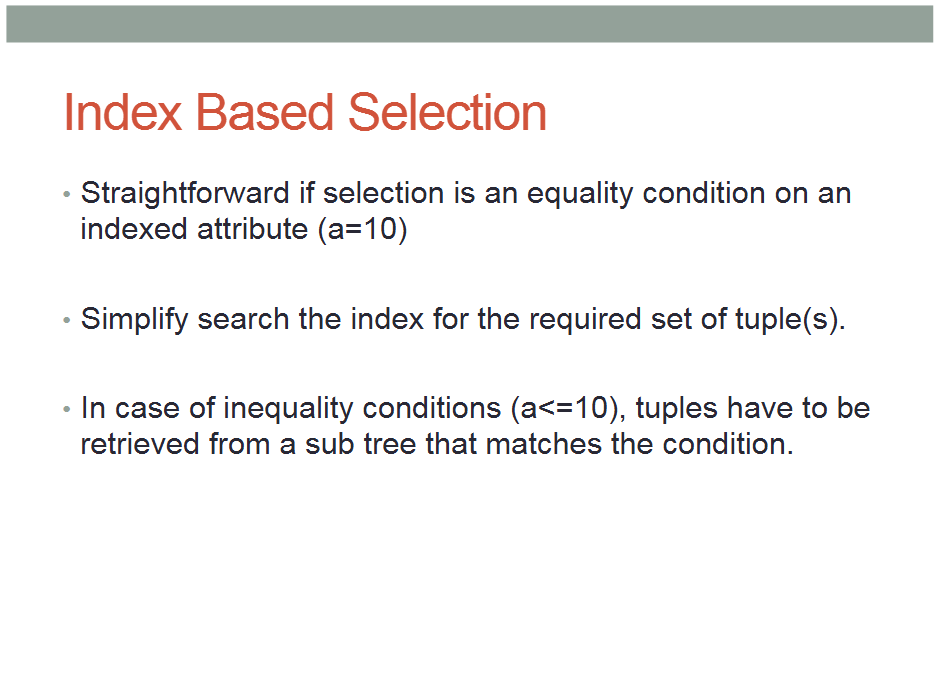 Index Based Selection
• Straightforward if selection is an equality condition on an
indexed attribute (a=10)
• Simplify search the index for the required set of tuple(s).
• In case of inequality conditions (a<=10), tuples have to be
retrieved from a sub tree that matches the condition.